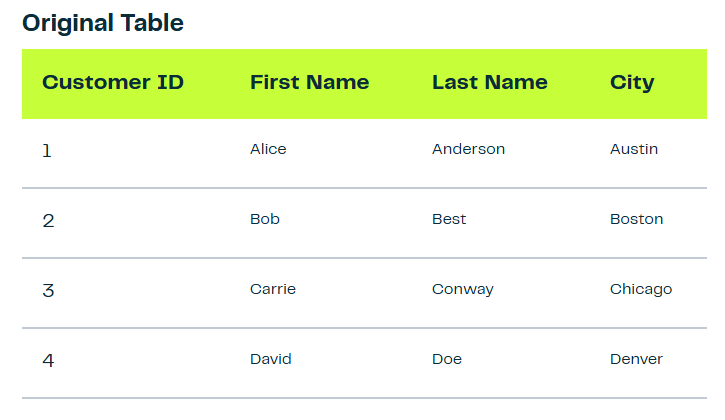 Original Table
Customer ID First Name Last Name City
1 Alice Anderson Austin
2 Bob Best Boston
3 Carrie Conway Chicago
4 David Doe Denver